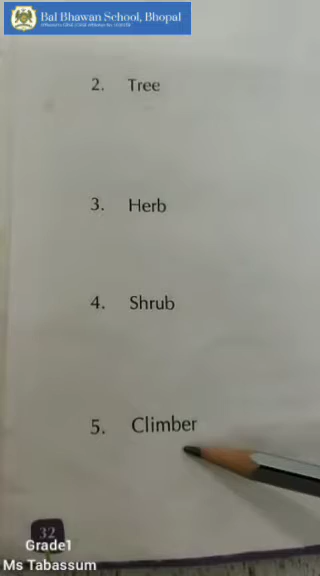 Bal Bhawan School, Bhopal
2. Tree
3. Herb
4. Shrub
5. Climber
32
Grade1
Ms Tabassum